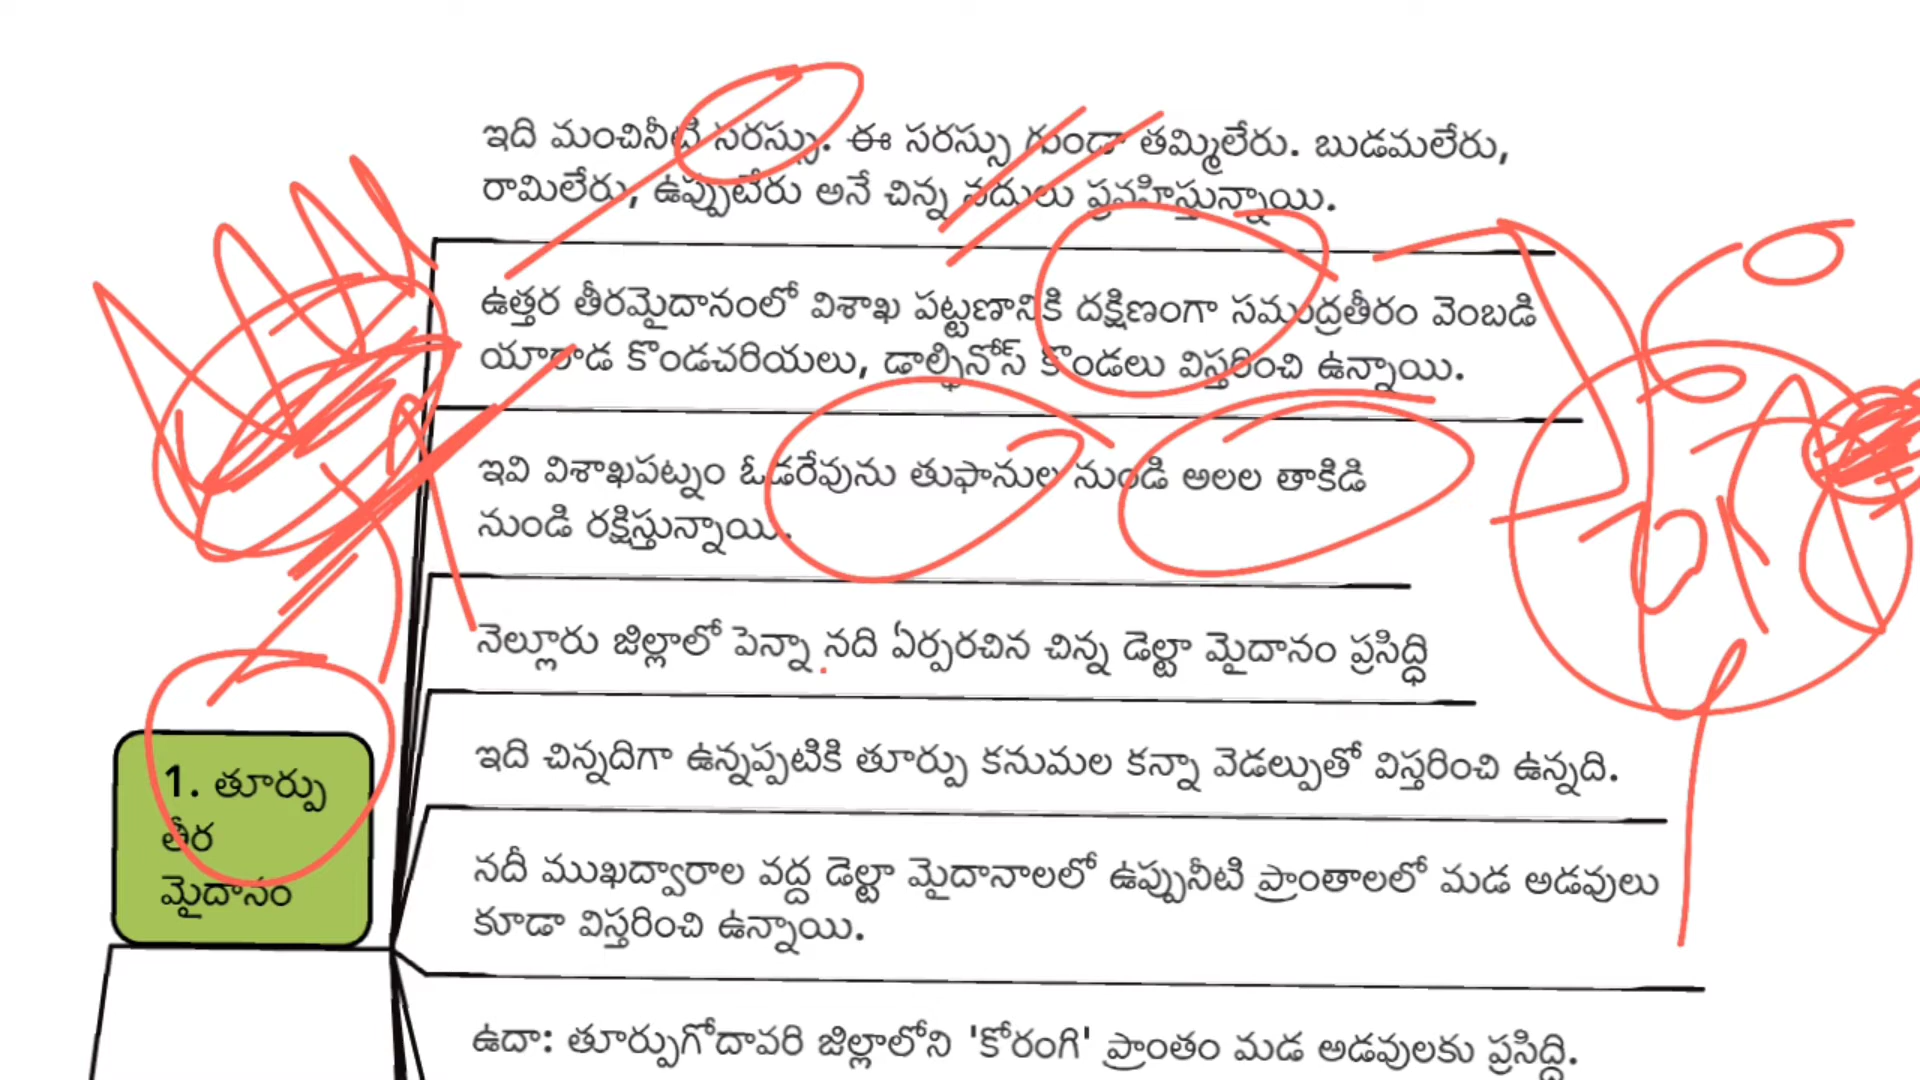 ఇది మంచినీటి సరస్సు. ఈ సరస్సు గుండా తమ్మిలేరు. బుడమలేరు,
రామిలేరు, ఉప్పుటేరు అనే చిన్న నదులు ప్రవహిస్తున్నాయి.
ఉత్తర తీరమైదానంలో విశాఖ పట్టణానికి దక్షిణంగా సముద్రతీరం వెంబడి
యారాడ కొండచరియలు, డాల్ఫినోస్ కొండలు విస్తరించి ఉన్నాయి.
ఇవి విశాఖపట్నం ఓడరేవును తుఫానుల నుండి అలల తాకిడి
నుండి రక్షిస్తున్నాయి.
నెల్లూరు జిల్లాలో పెన్నా నది ఏర్పరచిన చిన్న డెల్టా మైదానం ప్రసిద్ధి
ఇది చిన్నదిగా ఉన్నప్పటికి తూర్పు కనుమల కన్నా వెడల్పుతో విస్తరించి ఉన్నది.
1. తూర్పు
తీర
మైదానం
నదీ ముఖద్వారాల వద్ద డెల్టా మైదానాలలో ఉప్పునీటి ప్రాంతాలలో మడ అడవులు
కూడా విస్తరించి ఉన్నాయి.
ఉదా: తూర్పుగోదావరి జిల్లాలోని 'కోరంగి' ప్రాంతం మడ అడవులకు ప్రసిద్ధి.